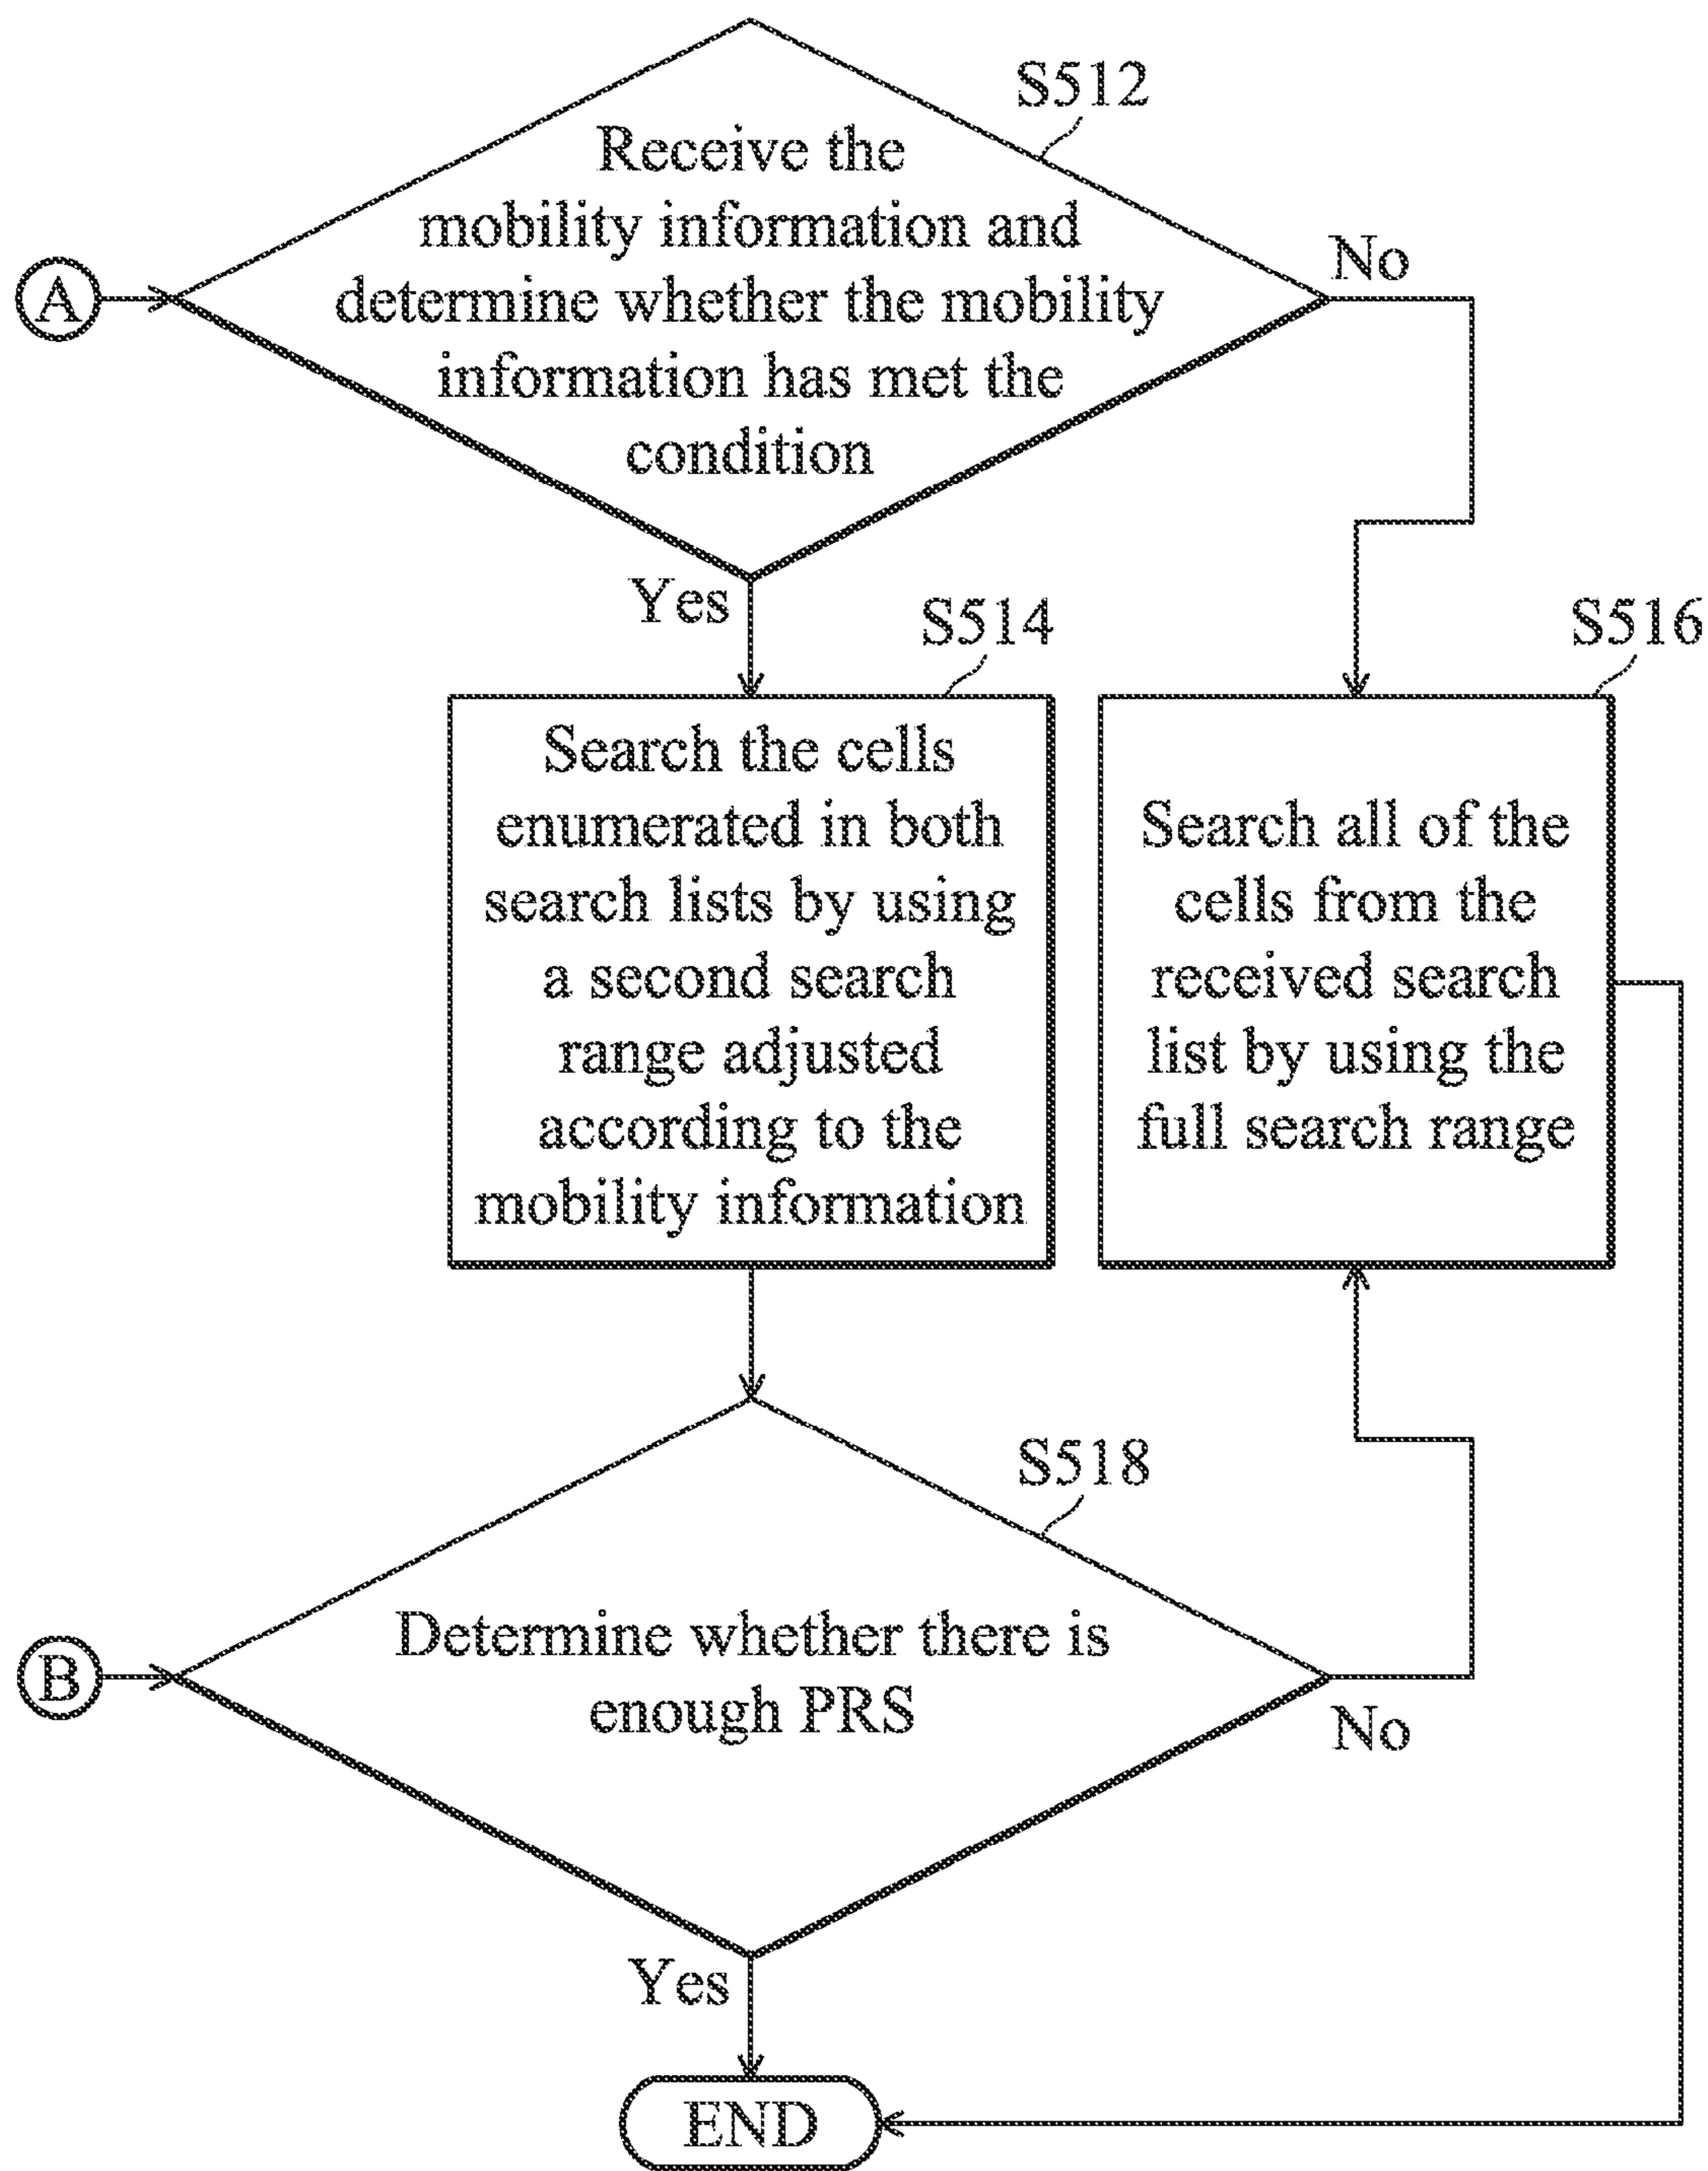 S512
Receive the
mobility information and
determine whether the mobility
information has met the
condition
A
No
Yes
S514
S516
Search the cells
enumerated in both
search lists by using
a second search
range adjusted
according to the
mobility information
Search all of the
cells from the
received search
list by using the
full search range
S518
Determine whether there is
enough PRS
B
No
Yes
END